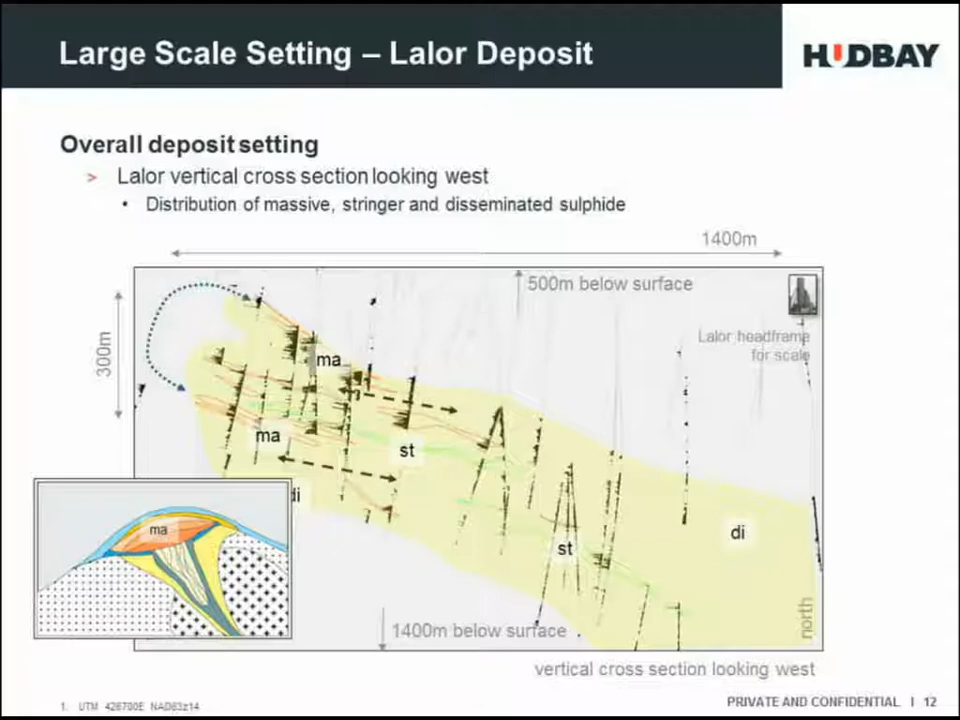 Large Scale Setting – Lalor Deposit
HUDBAY
Overall deposit setting
> Lalor vertical cross section looking west
• Distribution of massive, stringer and disseminated sulphide
1400m
500m below surface
300m
Lalor headframe
for scale
ma
ma
st
di
di
st
ma
north
1400m below surface
vertical cross section looking west
1. UTM 426700E NAD83z14
PRIVATE AND CONFIDENTIAL I 12